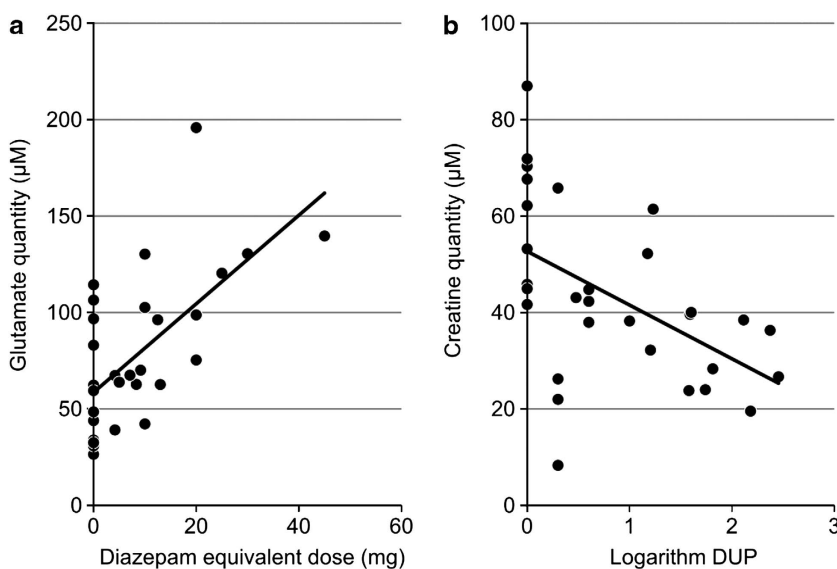 a
250
200
150
100
50
0
Glutamate quantity (µM)
0 20 40 60
Diazepam equivalent dose (mg)
b
100
80
60
40
20
0
Creatine quantity (µM)
0 1 2 3
Logarithm DUP